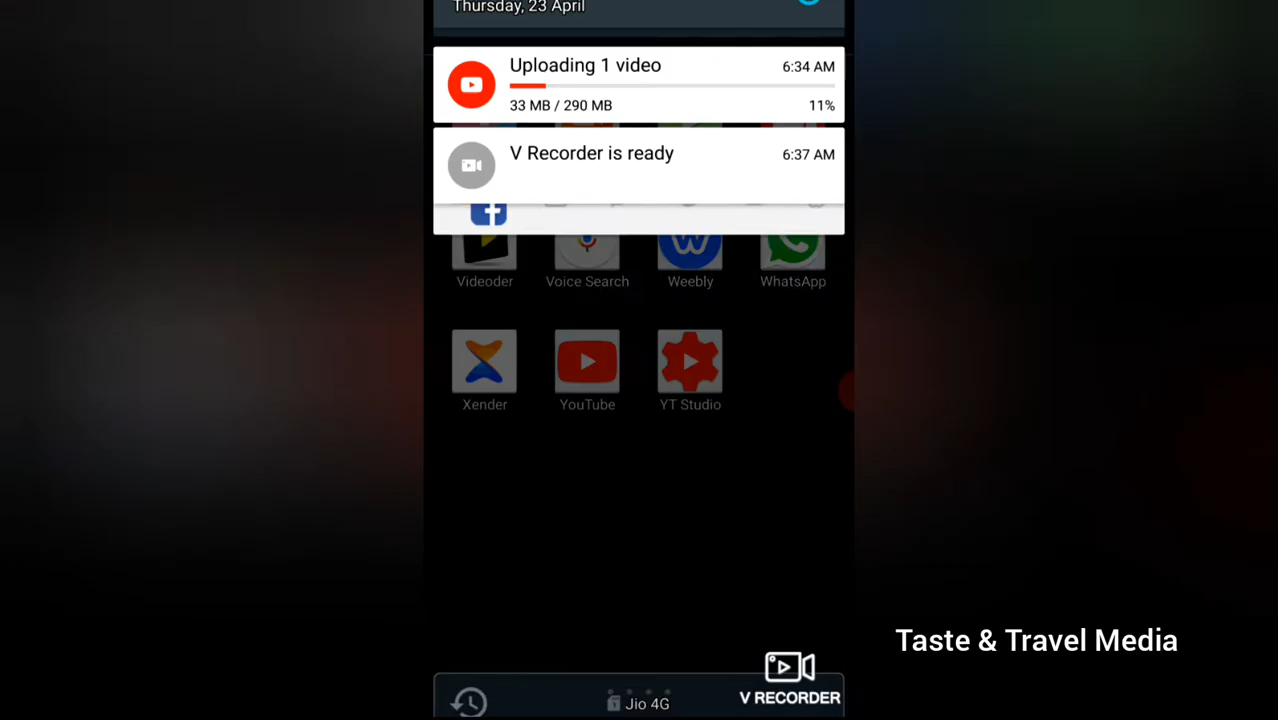 Thursday, 23 April
Uploading 1 video 6:34 AM
33 MB / 290 MB 11%
V Recorder is ready 6:37 AM
Videoder Voice Search Weebly WhatsApp
Xender YouTube YT Studio
Taste & Travel Media
V RECORDER
Jio 4G